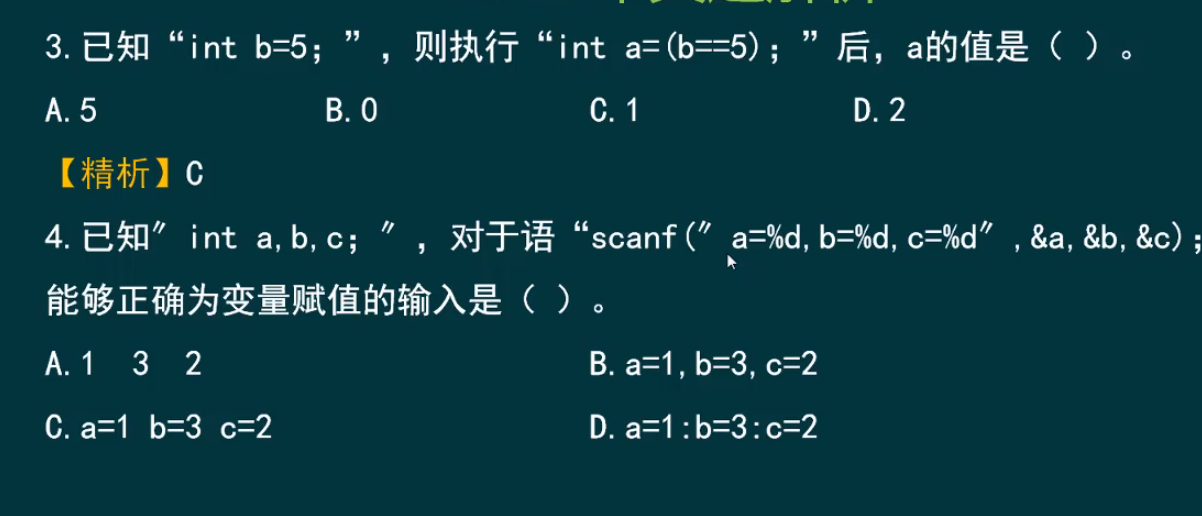 3.已知“int b=5；”，则执行“int a=(b==5)；”后，a的值是（ ）。
A.5 B.0 C.1 D.2
【精析】C
4.已知″int a,b,c；″，对于语“scanf(″a=%d,b=%d,c=%d″,&a,&b,&c)；
能够正确为变量赋值的输入是（ ）。
A.1 3 2 B.a=1,b=3,c=2
C.a=1 b=3 c=2 D.a=1:b=3:c=2